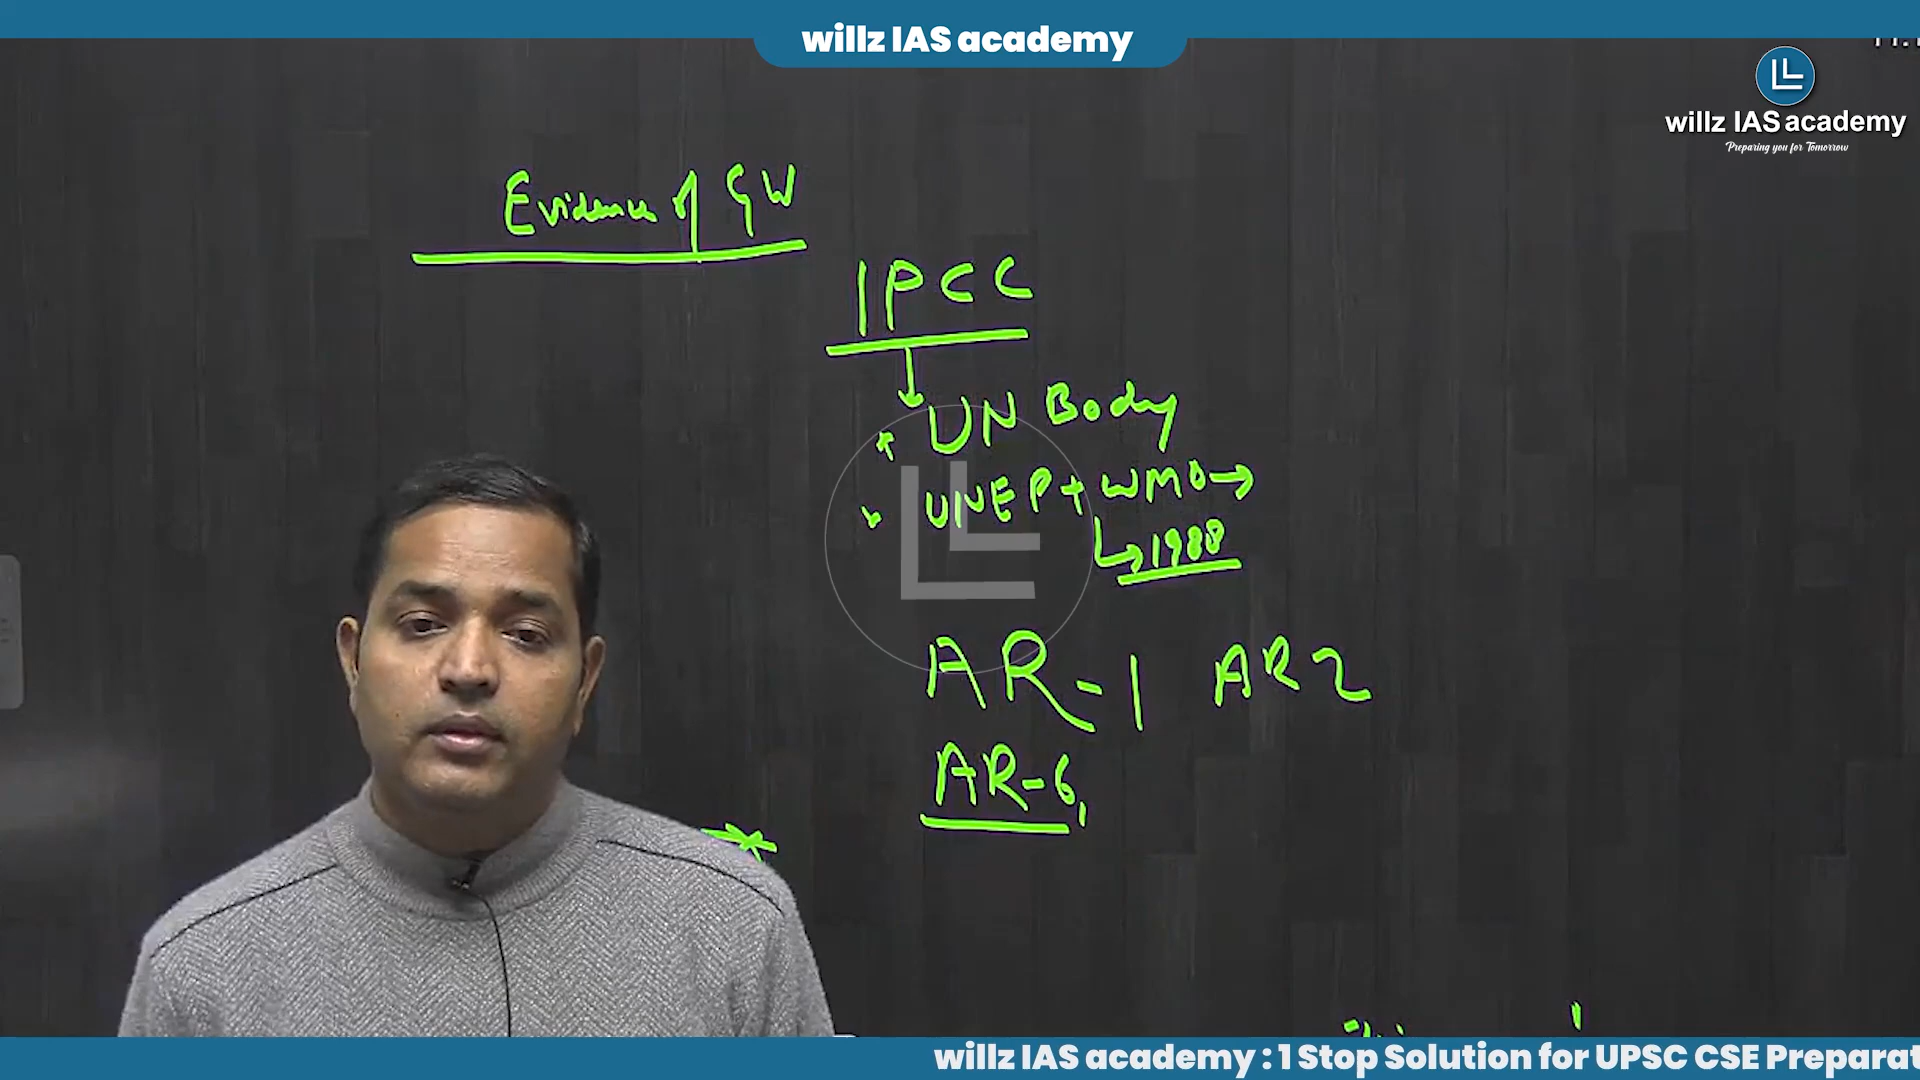 willz IAS academy
willz IAS academy
Preparing you for Tomorrow
Evidence of GW
IPCC
UN Body
UNEP + WMO →
1988
AR-1 AR2
AR-6,
willz IAS academy : 1 Stop Solution for UPSC CSE Preparat